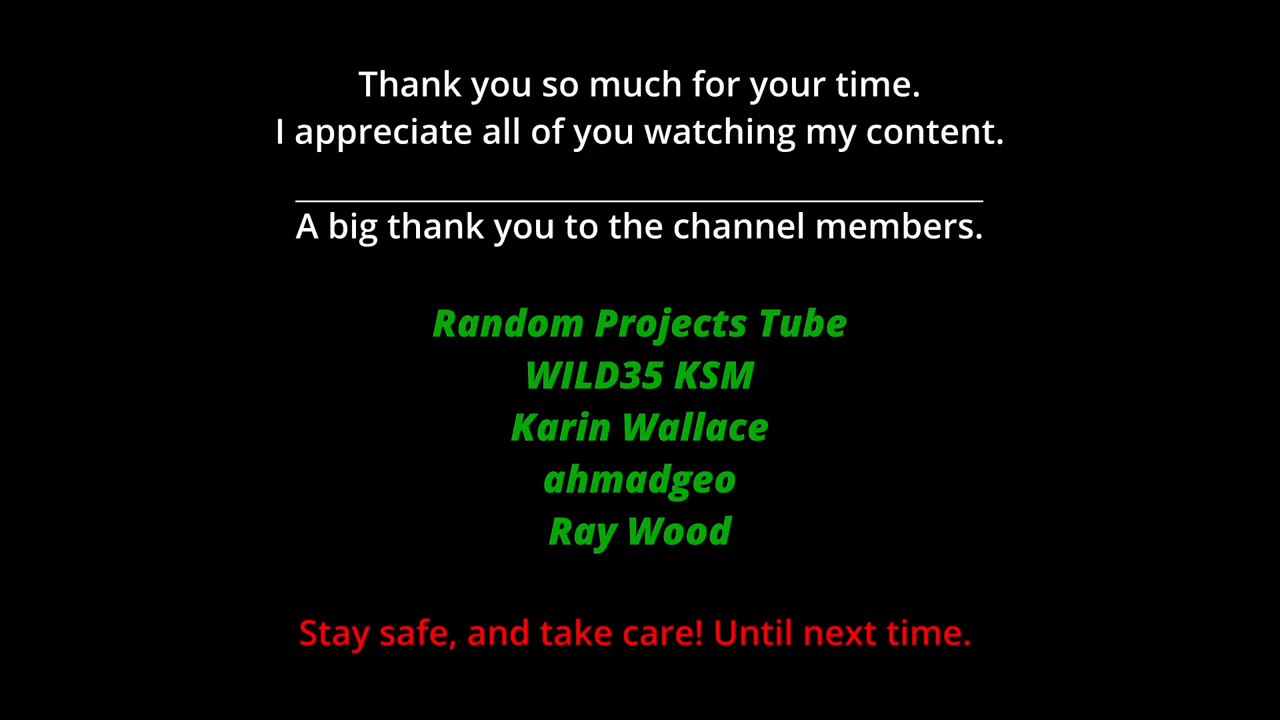 Thank you so much for your time.
I appreciate all of you watching my content.
A big thank you to the channel members.
Random Projects Tube
WILD35 KSM
Karin Wallace
ahmadgeo
Ray Wood
Stay safe, and take care! Until next time.